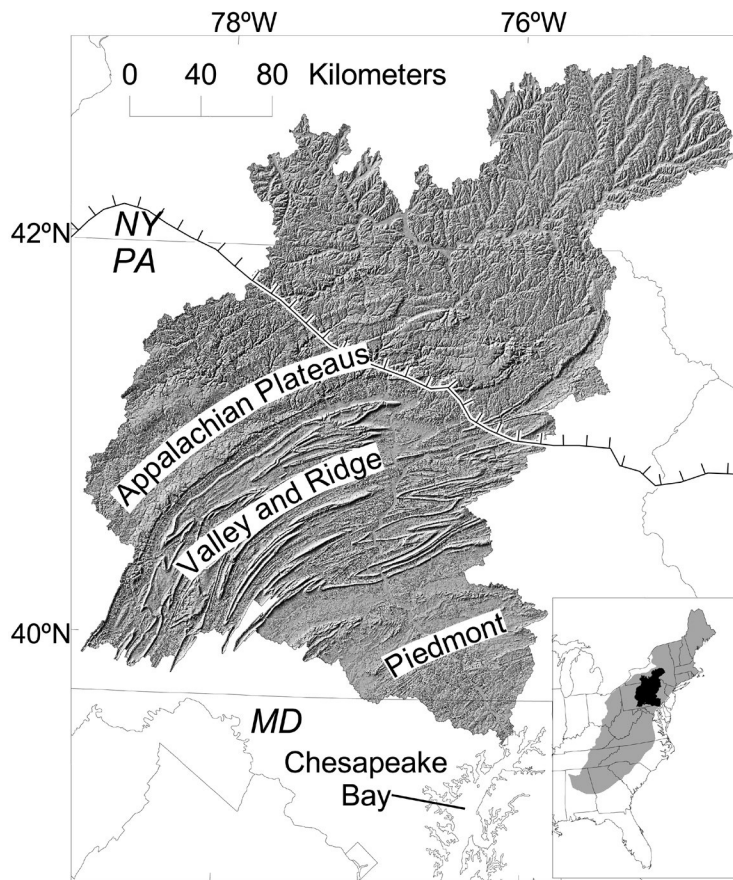 78ºW
76ºW
0 40 80 Kilometers
42ºN
NY
PA
Appalachian Plateaus
Valley and Ridge
40ºN
Piedmont
MD
Chesapeake
Bay